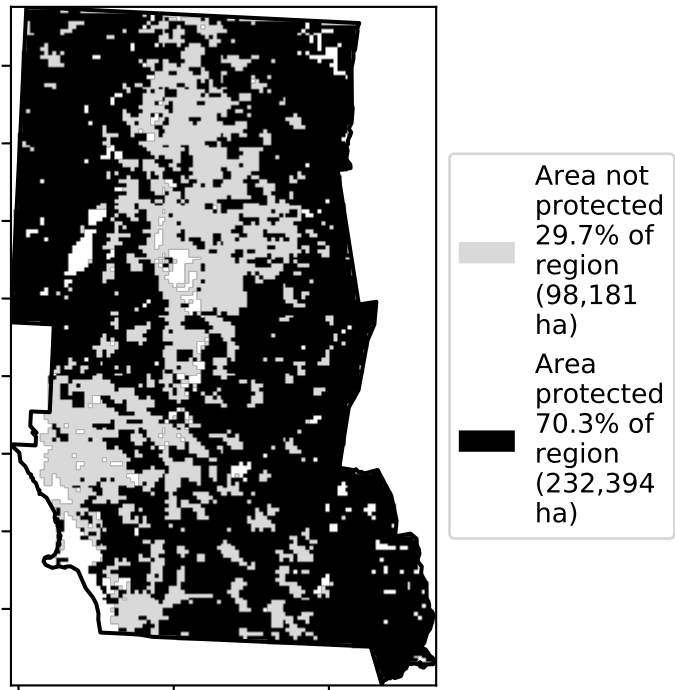 Area not
protected
29.7% of
region
(98,181
ha)
Area
protected
70.3% of
region
(232,394
ha)